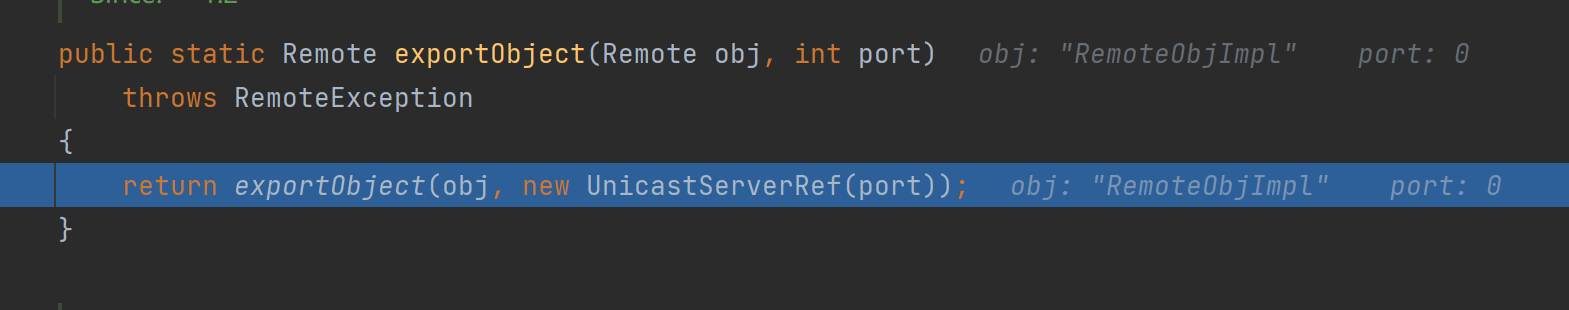 public static Remote exportObject(Remote obj, int port)   obj: "RemoteObjImpl"    port: 0
    throws RemoteException
{
    return exportObject(obj, new UnicastServerRef(port));   obj: "RemoteObjImpl"    port: 0
}